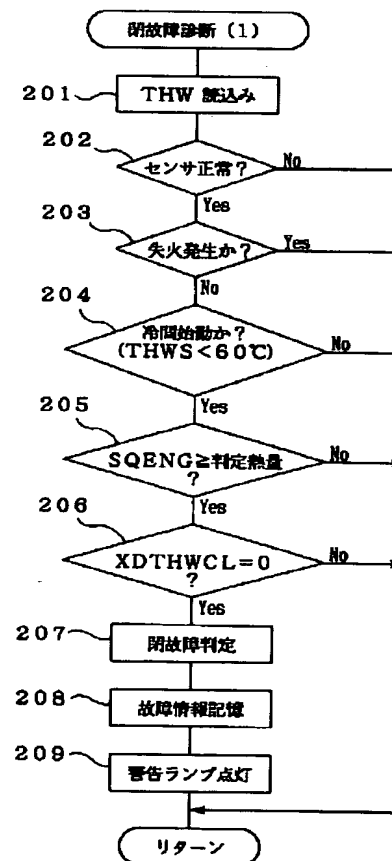 閉故障診断(1)
201
THW 読込み
202
センサ正常?
No
Yes
203
失火発生か?
Yes
No
204
冷間始動か?
(THWS<60℃)
No
Yes
205
SQENG≧判定熱量
?
No
Yes
206
XDTHWCL=0
?
No
Yes
207
閉故障判定
208
故障情報記憶
209
警告ランプ点灯
リターン